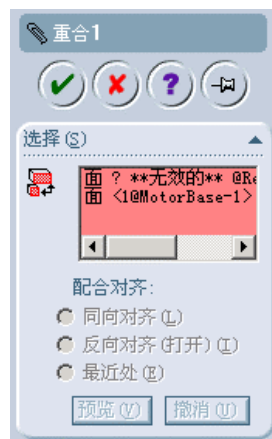 重合1
?
选择(S)
面 ? **无效的** @Re
面 <1@MotorBase-1>
配合对齐:
同向对齐(L)
反向对齐(打开)(I)
最近处(E)
预览(V) 撤消(U)